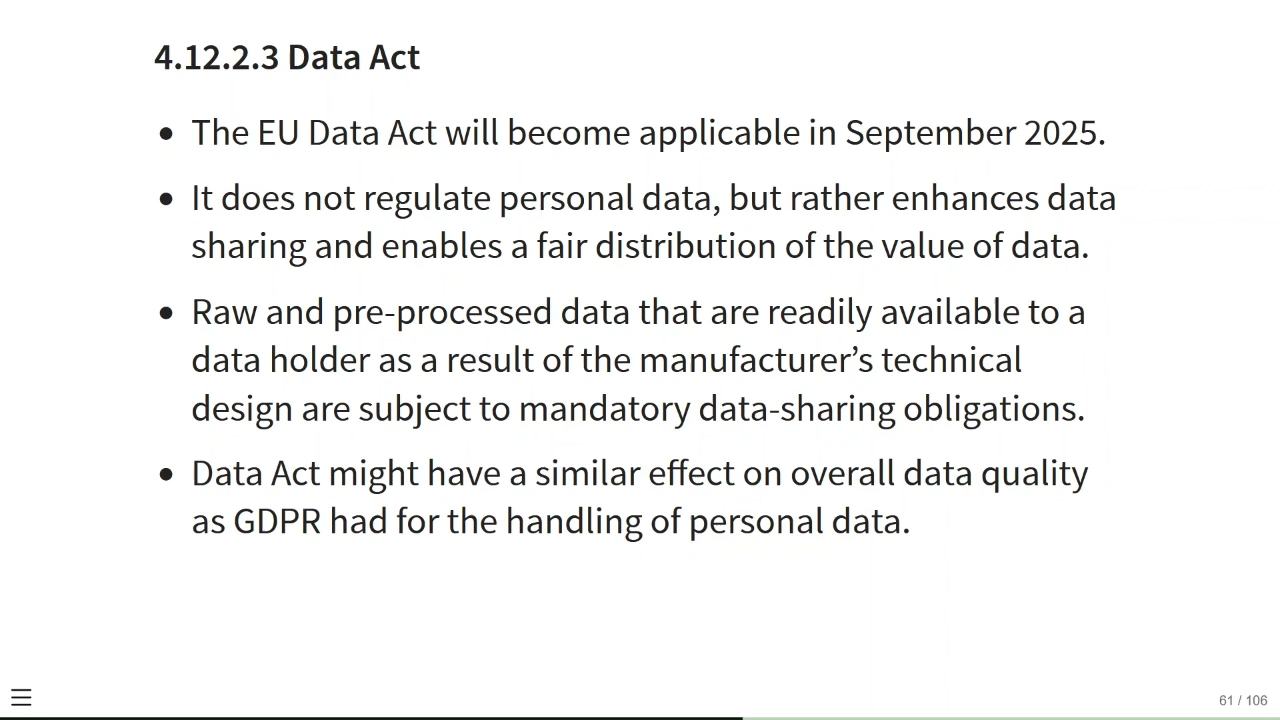 4.12.2.3 Data Act
• The EU Data Act will become applicable in September 2025.
• It does not regulate personal data, but rather enhances data
sharing and enables a fair distribution of the value of data.
• Raw and pre-processed data that are readily available to a
data holder as a result of the manufacturer’s technical
design are subject to mandatory data-sharing obligations.
• Data Act might have a similar effect on overall data quality
as GDPR had for the handling of personal data.
61 / 106